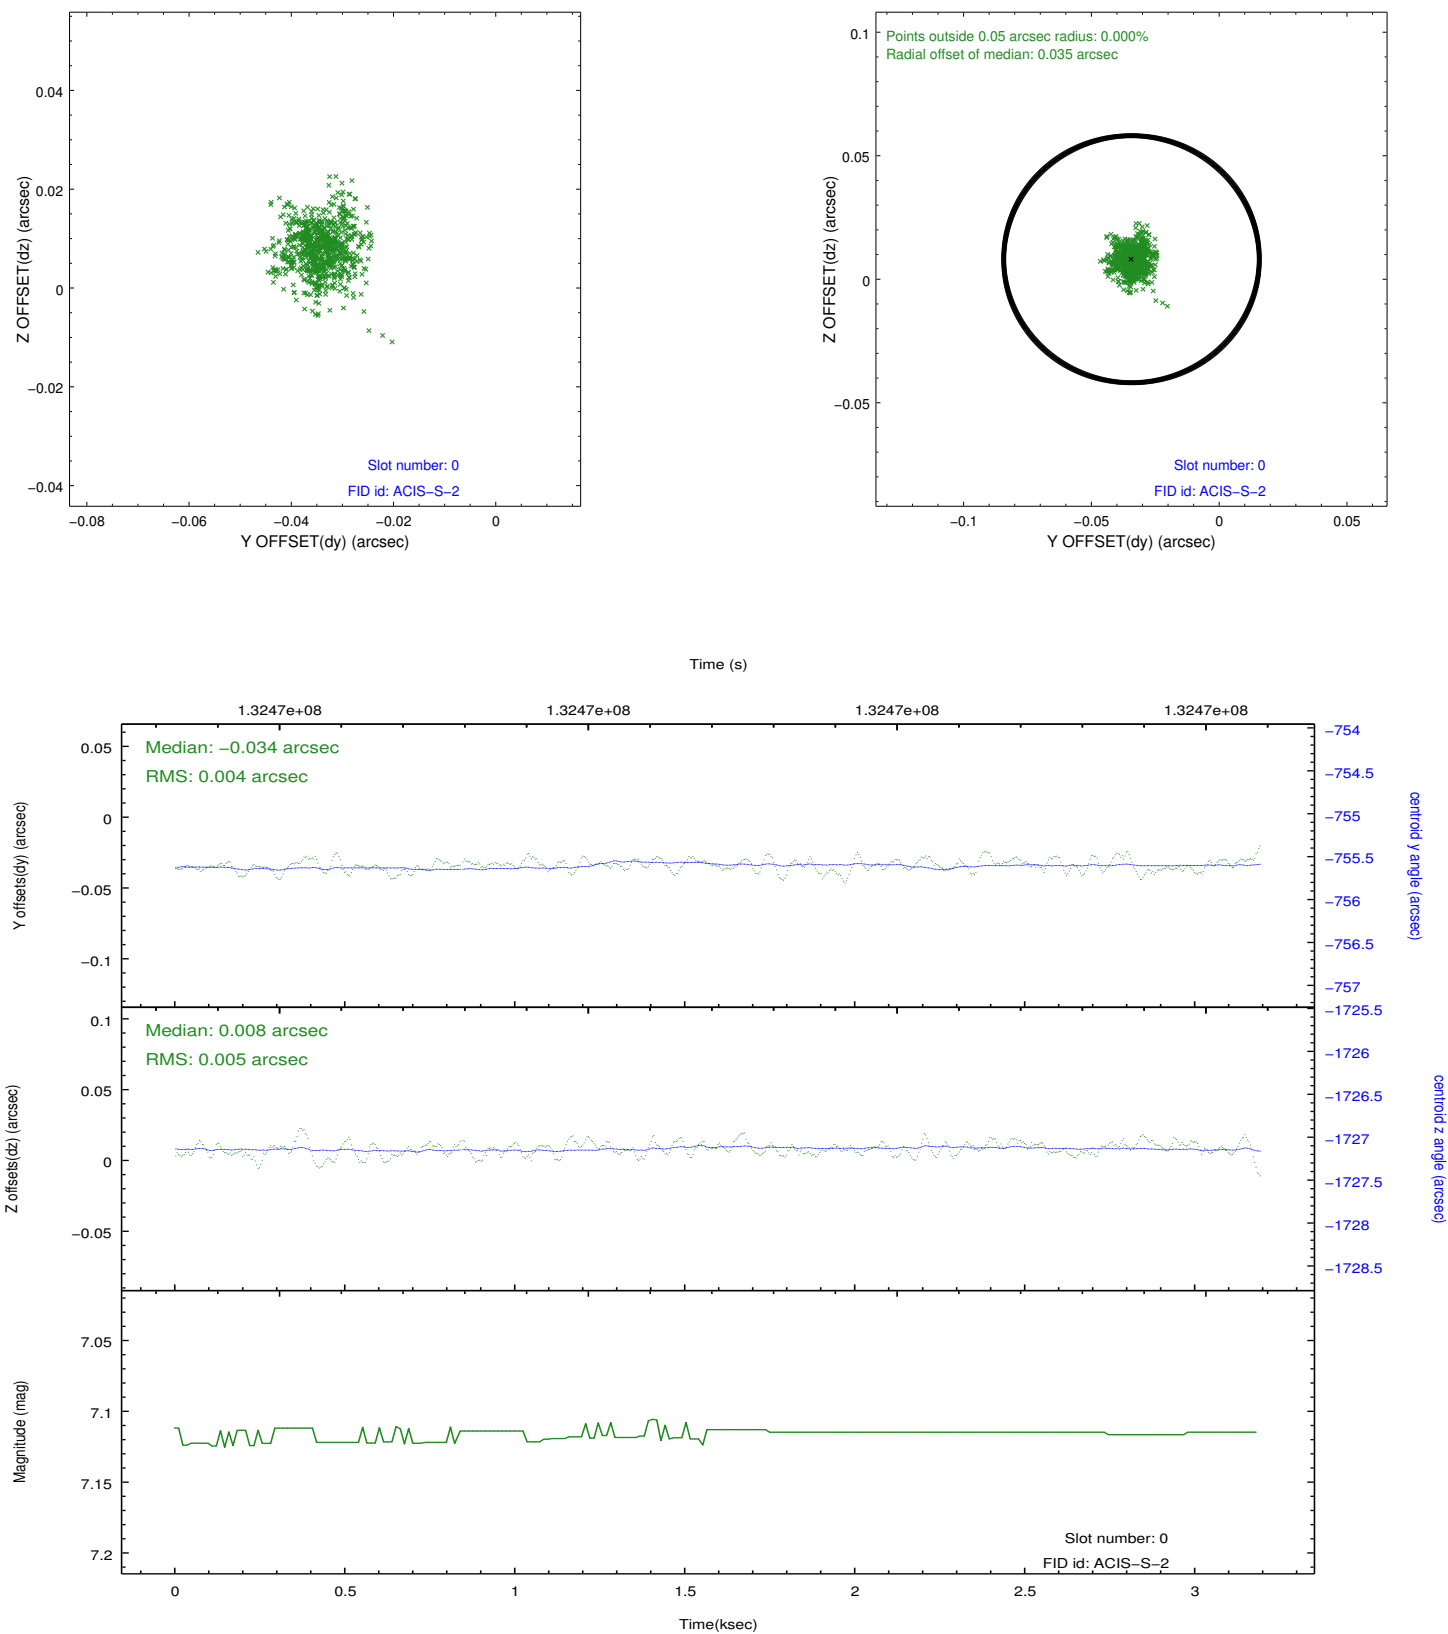 0.04
0.02
0
−0.02
−0.04
Z OFFSET(dz) (arcsec)
Slot number: 0
FID id: ACIS−S−2
−0.08
−0.06
−0.04
−0.02
0
Y OFFSET(dy) (arcsec)
Points outside 0.05 arcsec radius: 0.000%
Radial offset of median: 0.035 arcsec
0.1
0.05
0
−0.05
Z OFFSET(dz) (arcsec)
Slot number: 0
FID id: ACIS−S−2
−0.1
−0.05
0
0.05
Y OFFSET(dy) (arcsec)
Time (s)
1.3247e+08
1.3247e+08
1.3247e+08
1.3247e+08
Median: −0.034 arcsec
RMS: 0.004 arcsec
0.05
0
−0.05
−0.1
Y offsets(dy) (arcsec)
−754
−754.5
−755
−755.5
−756
−756.5
−757
centroid y angle (arcsec)
Median: 0.008 arcsec
RMS: 0.005 arcsec
0.1
0.05
0
−0.05
Z offsets(dz) (arcsec)
−1725.5
−1726
−1726.5
−1727
−1727.5
−1728
−1728.5
centroid z angle (arcsec)
7.05
7.1
7.15
7.2
Magnitude (mag)
Slot number: 0
FID id: ACIS−S−2
0
0.5
1
1.5
2
2.5
3
Time(ksec)